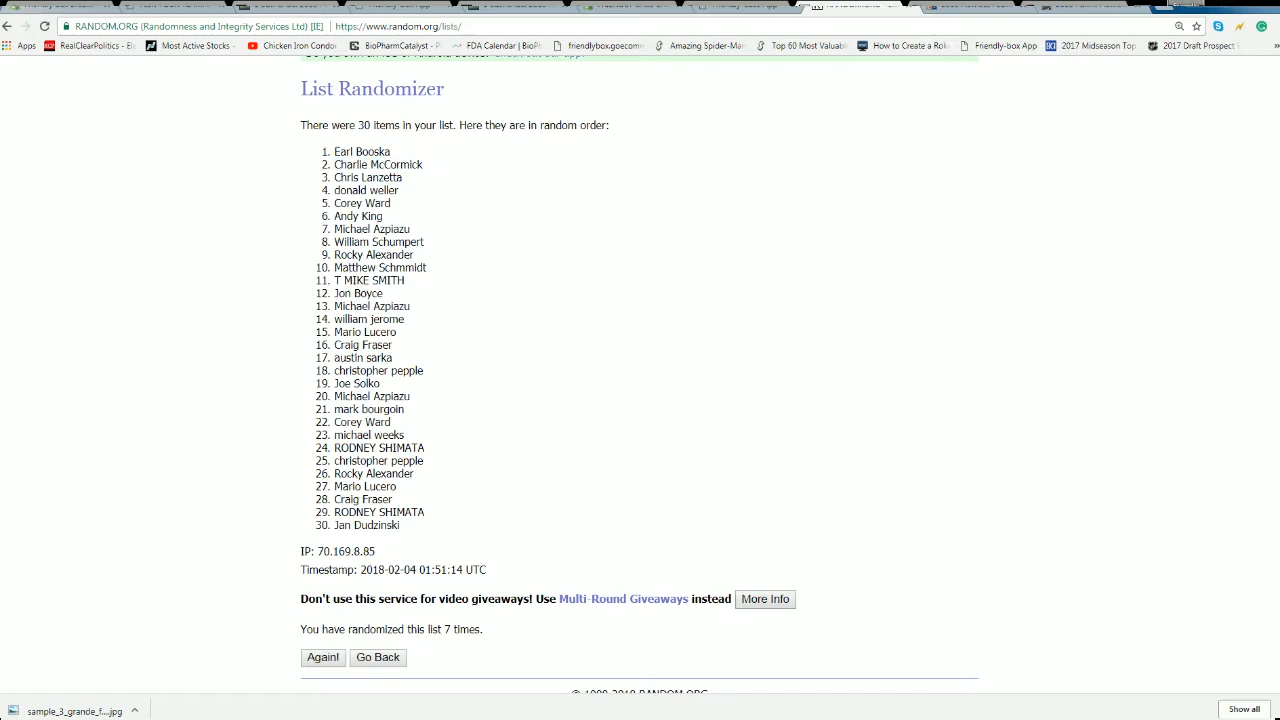 RANDOM.ORG (Randomness and Integrity Services Ltd) [IE] | https://www.random.org/lists/
Apps RealClearPolitics - Ele Most Active Stocks - Chicken Iron Condor BioPharmCatalyst - P FDA Calendar | BioPh friendlybox.goecomm Amazing Spider-Man Top 60 Most Valuabl How to Create a Rok Friendly-box App 2017 Midseason Top 2017 Draft Prospect
List Randomizer
There were 30 items in your list. Here they are in random order:
1. Earl Booska
2. Charlie McCormick
3. Chris Lanzetta
4. donald weller
5. Corey Ward
6. Andy King
7. Michael Azpiazu
8. William Schumpert
9. Rocky Alexander
10. Matthew Schmmidt
11. T MIKE SMITH
12. Jon Boyce
13. Michael Azpiazu
14. william jerome
15. Mario Lucero
16. Craig Fraser
17. austin sarka
18. christopher pepple
19. Joe Solko
20. Michael Azpiazu
21. mark bourgoin
22. Corey Ward
23. michael weeks
24. RODNEY SHIMATA
25. christopher pepple
26. Rocky Alexander
27. Mario Lucero
28. Craig Fraser
29. RODNEY SHIMATA
30. Jan Dudzinski
IP: 70.169.8.85
Timestamp: 2018-02-04 01:51:14 UTC
Don't use this service for video giveaways! Use Multi-Round Giveaways instead More Info
You have randomized this list 7 times.
Again! Go Back
© 1998-2018 RANDOM.ORG
sample_3_grande_f....jpg Show all